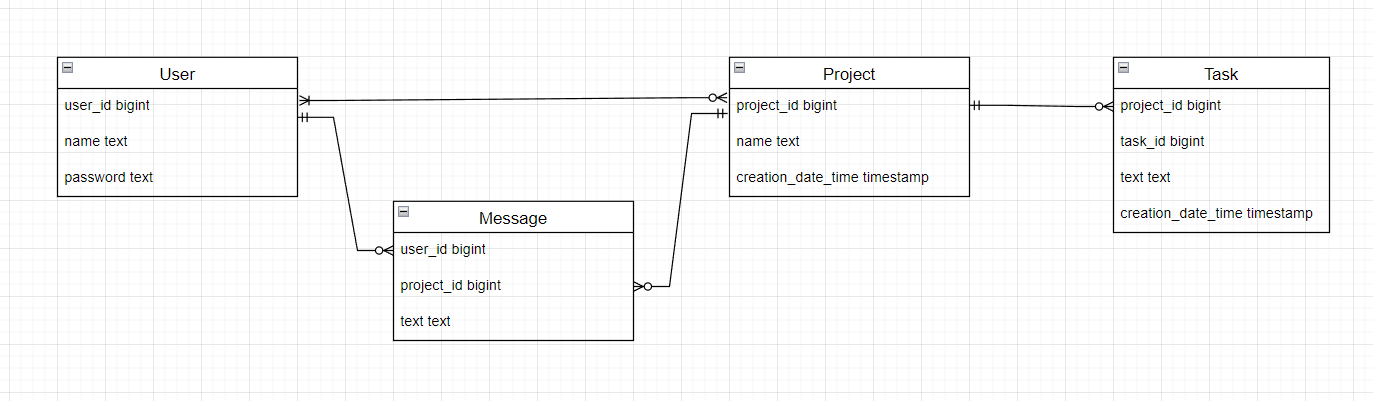 User
user_id bigint
name text
password text
Message
user_id bigint
project_id bigint
text text
Project
project_id bigint
name text
creation_date_time timestamp
Task
project_id bigint
task_id bigint
text text
creation_date_time timestamp